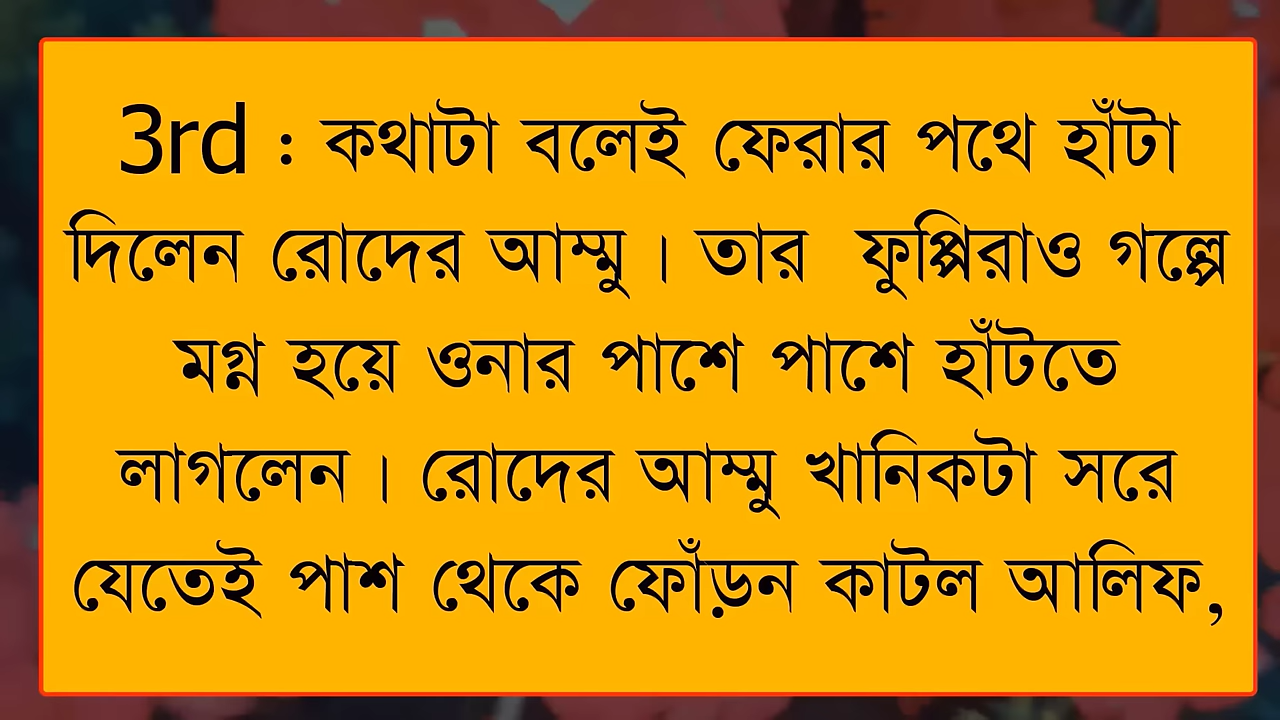 3rd : কথাটা বলেই ফেরার পথে হাঁটা
দিলেন রোদের আম্মু । তার  ফুপ্পিরাও গল্পে
মগ্ন হয়ে ওনার পাশে পাশে হাঁটতে
লাগলেন । রোদের আম্মু খানিকটা সরে
যেতেই পাশ থেকে ফোঁড়ন কাটল আলিফ,